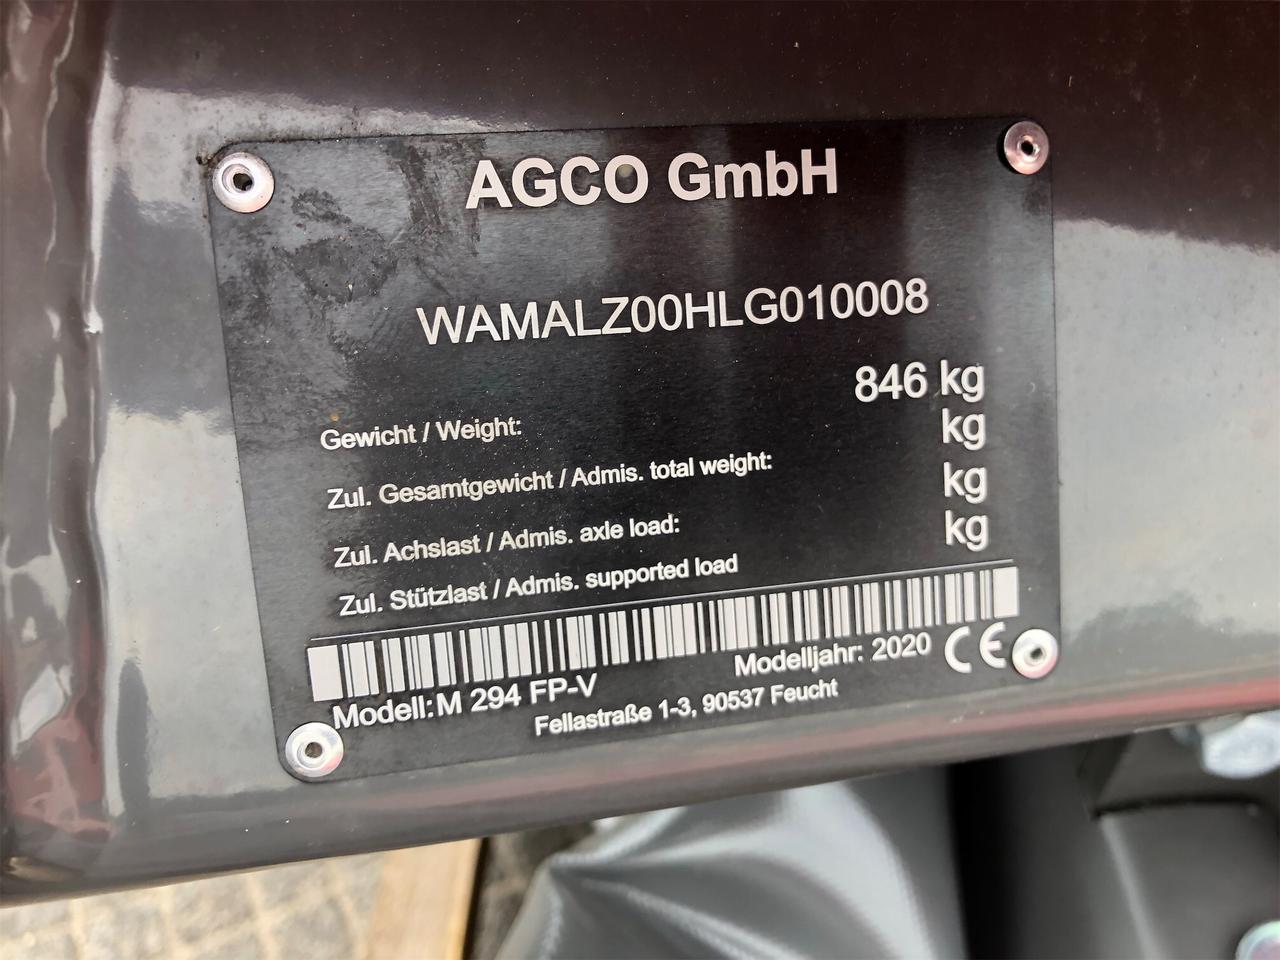 AGCO GmbH
WAMALZ00HLG010008
Gewicht / Weight: 846 kg
Zul. Gesamtgewicht / Admis. total weight: kg
Zul. Achslast / Admis. axle load: kg
Zul. Stützlast / Admis. supported load kg
Modell: M 294 FP-V Modelljahr: 2020 CE
Fellastraße 1-3, 90537 Feucht